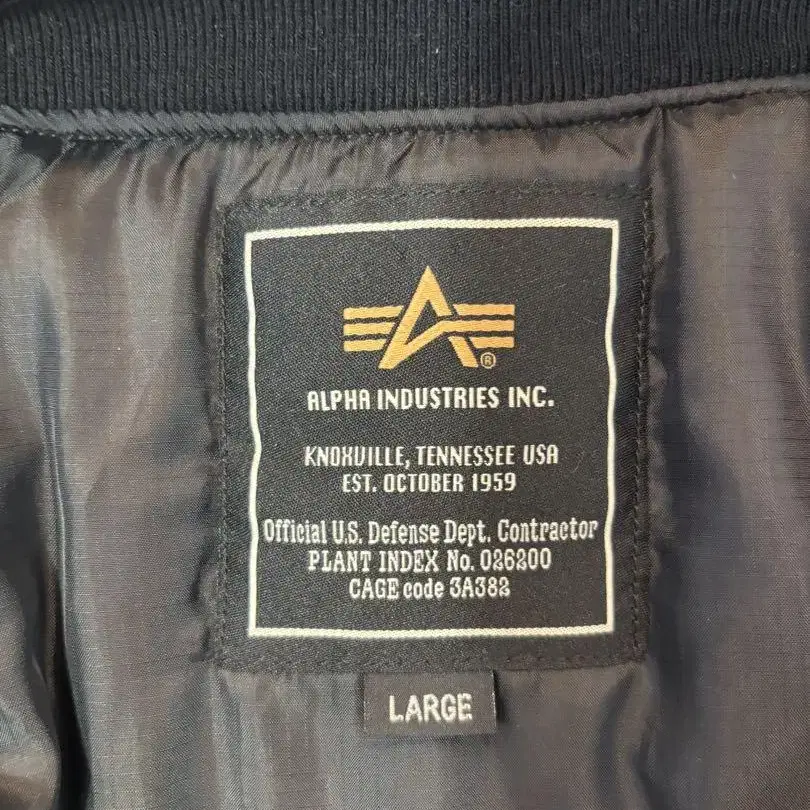 ®
ALPHA INDUSTRIES INC.
KNOXVILLE, TENNESSEE USA
EST. OCTOBER 1959
Official U.S. Defense Dept. Contractor
PLANT INDEX No. 026200
CAGE code 3A382
LARGE